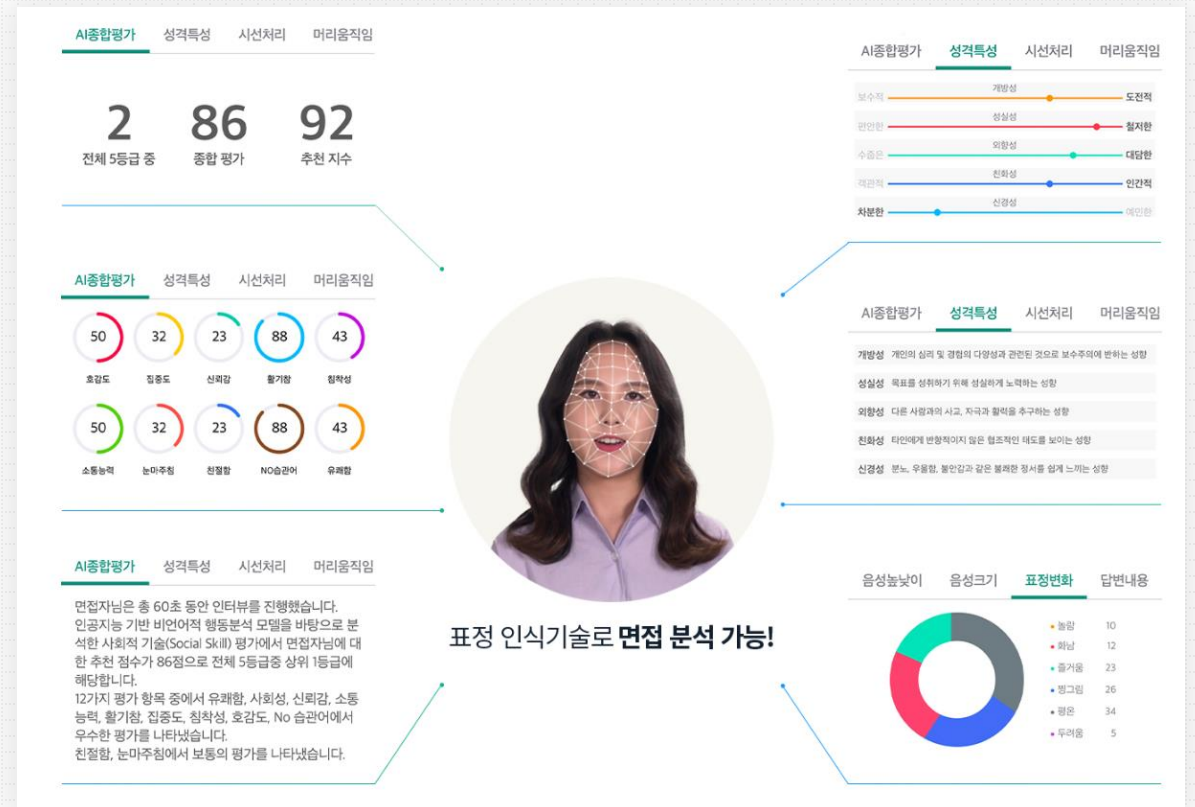 AI종합평가 성격특성 시선처리 머리움직임
2 86 92
전체 5등급 중 종합 평가 추천 지수
AI종합평가 성격특성 시선처리 머리움직임
50 32 23 88 43
호감도 집중도 신뢰감 활기참 침착성
50 32 23 88 43
소통능력 눈마주침 친절함 NO습관어 유쾌함
AI종합평가 성격특성 시선처리 머리움직임
면접자님은 총 60초 동안 인터뷰를 진행했습니다.
인공지능 기반 비언어적 행동분석 모델을 바탕으로 분
석한 사회적 기술(Social Skill) 평가에서 면접자님에 대
한 추천 점수가 86점으로 전체 5등급중 상위 1등급에
해당합니다.
12가지 평가 항목 중에서 유쾌함, 사회성, 신뢰감, 소통
능력, 활기참, 집중도, 침착성, 호감도, No 습관어에서
우수한 평가를 나타냈습니다.
친절함, 눈마주침에서 보통의 평가를 나타냈습니다.
표정 인식기술로 면접 분석 가능!
AI종합평가 성격특성 시선처리 머리움직임
개방성
보수적 도전적
성실성
편안한 철저한
외향성
수줍은 대담한
친화성
객관적 인간적
신경성
차분한 예민한
AI종합평가 성격특성 시선처리 머리움직임
개방성 개인의 심리 및 경험의 다양성과 관련된 것으로 보수주의에 반하는 성향
성실성 목표를 성취하기 위해 성실하게 노력하는 성향
외향성 다른 사람과의 사교, 자극과 활력을 추구하는 성향
친화성 타인에게 반항적이지 않은 협조적인 태도를 보이는 성향
신경성 분노, 우울함, 불안감과 같은 불쾌한 정서를 쉽게 느끼는 성향
음성높낮이 음성크기 표정변화 답변내용
놀람 10
화남 12
즐거움 23
찡그림 26
평온 34
두려움 5